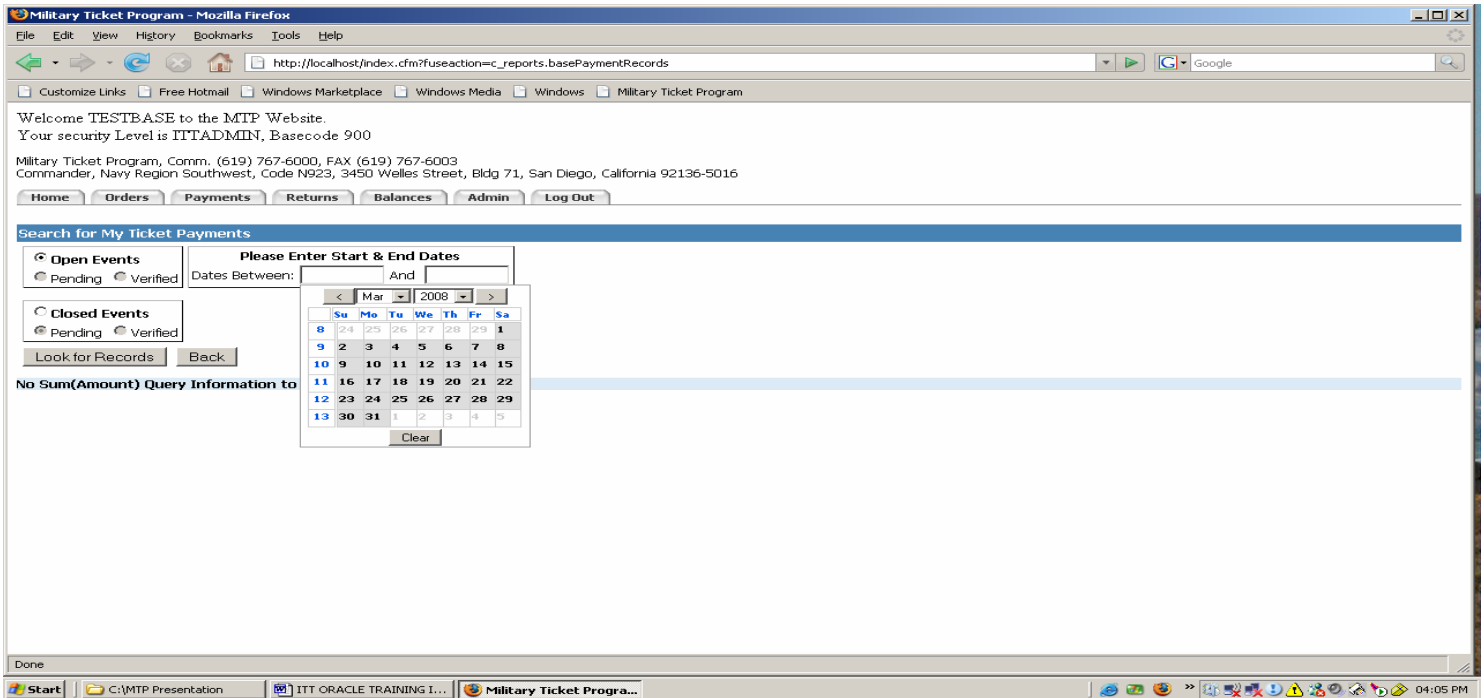 Military Ticket Program - Mozilla Firefox
File Edit View History Bookmarks Tools Help
http://localhost/index.cfm?fuseaction=c_reports.basePaymentRecords
G Google
Customize Links Free Hotmail Windows Marketplace Windows Media Windows Military Ticket Program
Welcome TESTBASE to the MTP Website.
Your security Level is ITTADMIN, Basecode 900
Military Ticket Program, Comm. (619) 767-6000, FAX (619) 767-6003
Commander, Navy Region Southwest, Code N923, 3450 Welles Street, Bldg 71, San Diego, California 92136-5016
Home Orders Payments Returns Balances Admin Log Out
Search for My Ticket Payments
Open Events
Pending Verified
Please Enter Start & End Dates
Dates Between: And
Closed Events
Pending Verified
Look for Records Back
No Sum(Amount) Query Information to
< Mar 2008 >
Su Mo Tu We Th Fr Sa
8 24 25 26 27 28 29 1
9 2 3 4 5 6 7 8
10 9 10 11 12 13 14 15
11 16 17 18 19 20 21 22
12 23 24 25 26 27 28 29
13 30 31 1 2 3 4 5
Clear
Done
Start C:\MTP Presentation ITT ORACLE TRAINING I... Military Ticket Progra... 04:05 PM